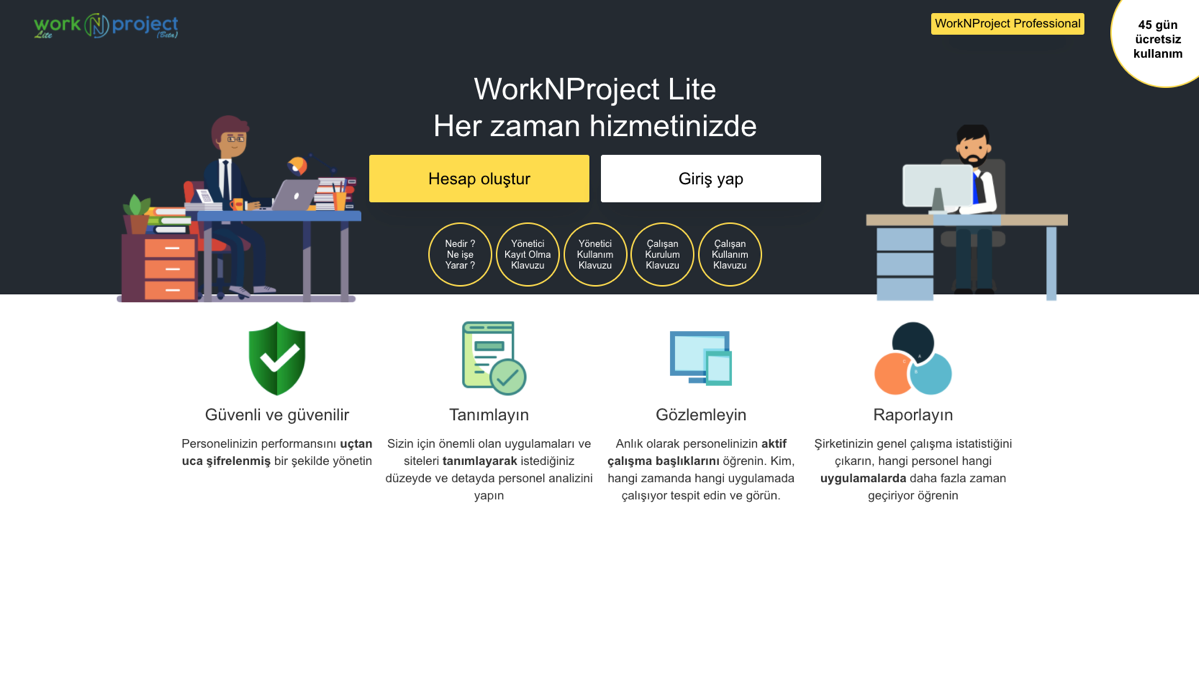 work N project
Lite
(Beta)
WorkNProject Professional
45 gün
ücretsiz
kullanım
WorkNProject Lite
Her zaman hizmetinizde
Hesap oluştur
Giriş yap
Nedir ?
Ne işe
Yarar ?
Yönetici
Kayıt Olma
Klavuzu
Yönetici
Kullanım
Klavuzu
Çalışan
Kurulum
Klavuzu
Çalışan
Kullanım
Klavuzu
Güvenli ve güvenilir
Personelinizin performansını uçtan
uca şifrelenmiş bir şekilde yönetin
Tanımlayın
Sizin için önemli olan uygulamaları ve
siteleri tanımlayarak istediğiniz
düzeyde ve detayda personel analizini
yapın
Gözlemleyin
Anlık olarak personelinizin aktif
çalışma başlıklarını öğrenin. Kim,
hangi zamanda hangi uygulamada
çalışıyor tespit edin ve görün.
Raporlayın
Şirketinizin genel çalışma istatistiğini
çıkarın, hangi personel hangi
uygulamalarda daha fazla zaman
geçiriyor öğrenin